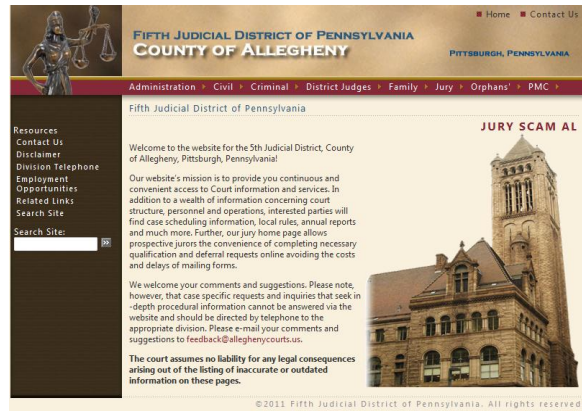 Home Contact Us
FIFTH JUDICIAL DISTRICT OF PENNSYLVANIA
COUNTY OF ALLEGHENY
PITTSBURGH, PENNSYLVANIA
Administration Civil Criminal District Judges Family Jury Orphans' PMC
Fifth Judicial District of Pennsylvania
Resources
Contact Us
Disclaimer
Division Telephone
Employment
Opportunities
Related Links
Search Site
Search Site:
JURY SCAM AL
Welcome to the website for the 5th Judicial District, County
of Allegheny, Pittsburgh, Pennsylvania!
Our website's mission is to provide you continuous and
convenient access to Court information and services. In
addition to a wealth of information concerning court
structure, personnel and operations, interested parties will
find case scheduling information, local rules, annual reports
and much more. Further, our jury home page allows
prospective jurors the convenience of completing necessary
qualification and deferral requests online avoiding the costs
and delays of mailing forms.
We welcome your comments and suggestions. Please note,
however, that case specific requests and inquiries that seek in
-depth procedural information cannot be answered via the
website and should be directed by telephone to the
appropriate division. Please e-mail your comments and
suggestions to feedback@alleghenycourts.us.
The court assumes no liability for any legal consequences
arising out of the listing of inaccurate or outdated
information on these pages.
©2011 Fifth Judicial District of Pennsylvania. All rights reserved